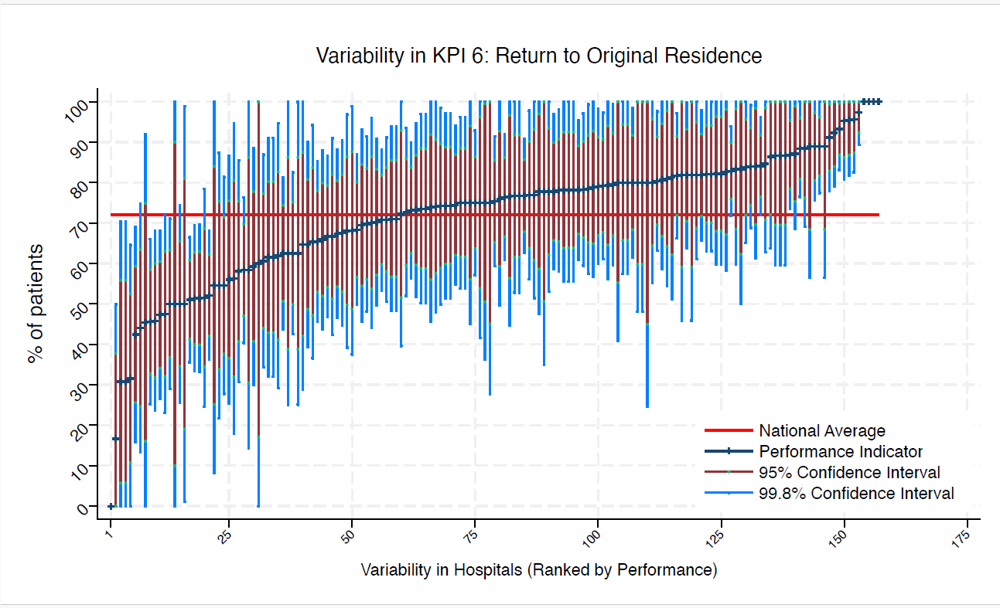 Variability in KPI 6: Return to Original Residence
% of patients
100
90
80
70
60
50
40
30
20
10
0
National Average
Performance Indicator
95% Confidence Interval
99.8% Confidence Interval
1 25 50 75 100 125 150 175
Variability in Hospitals (Ranked by Performance)